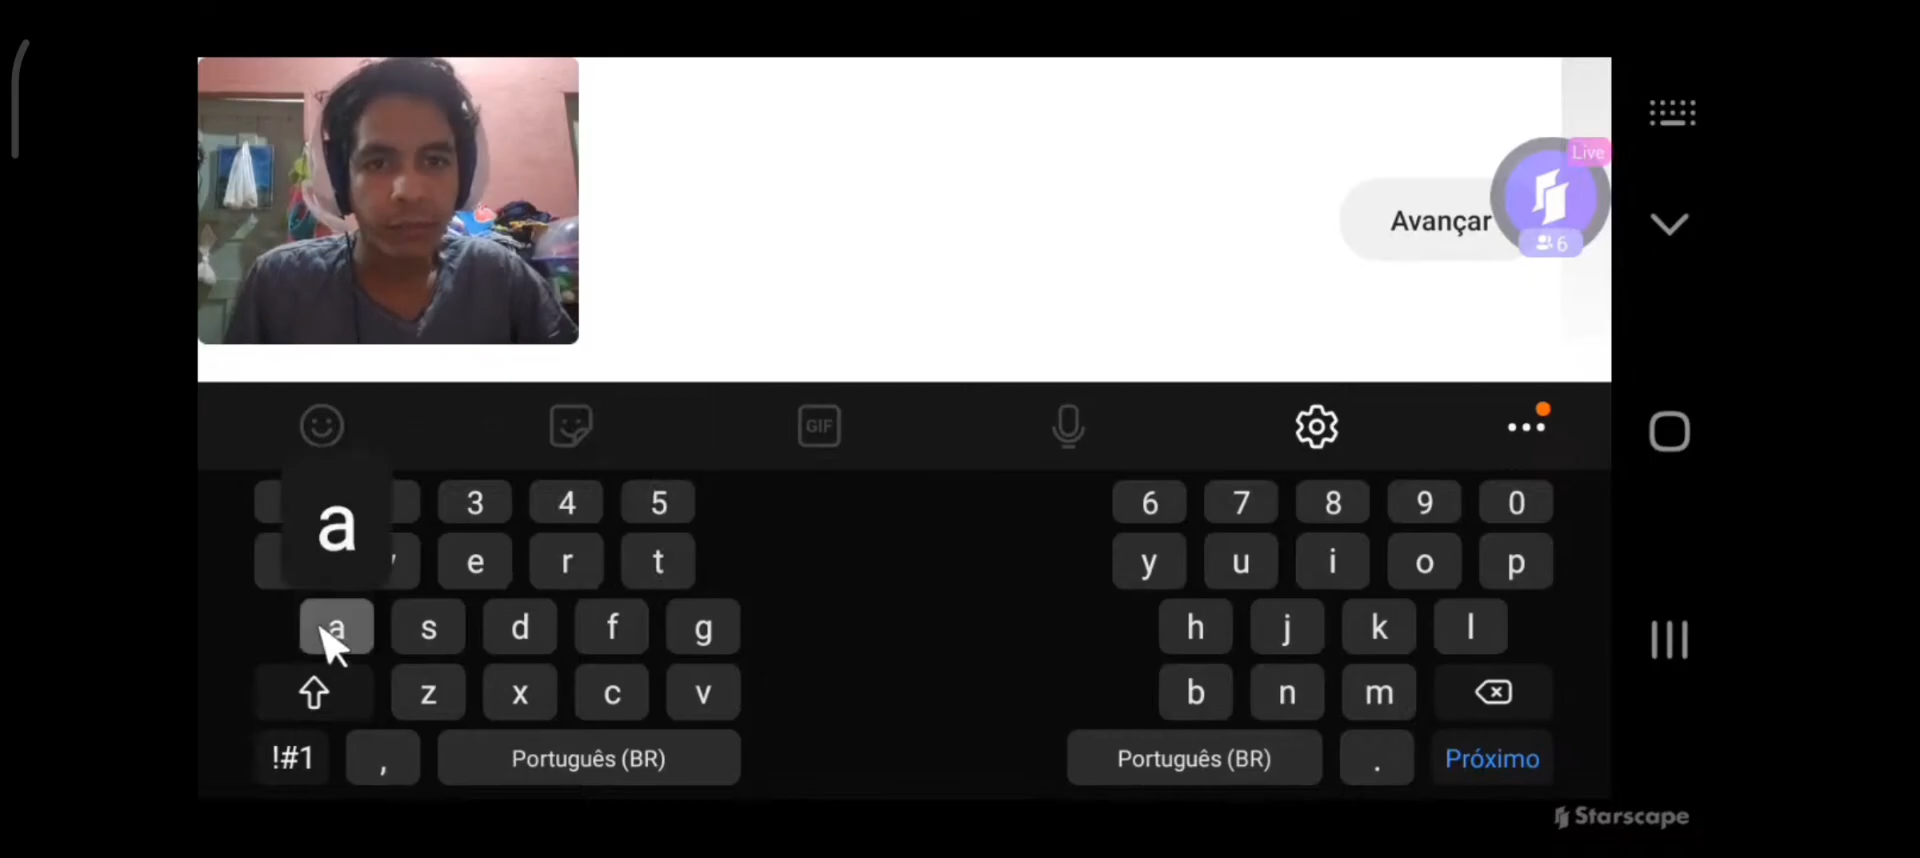 Live
Avançar
6
GIF
a
3 4 5 6 7 8 9 0
e r t y u i o p
a s d f g h j k l
z x c v b n m
!#1 , Português (BR) Português (BR) . Próximo
Starscape